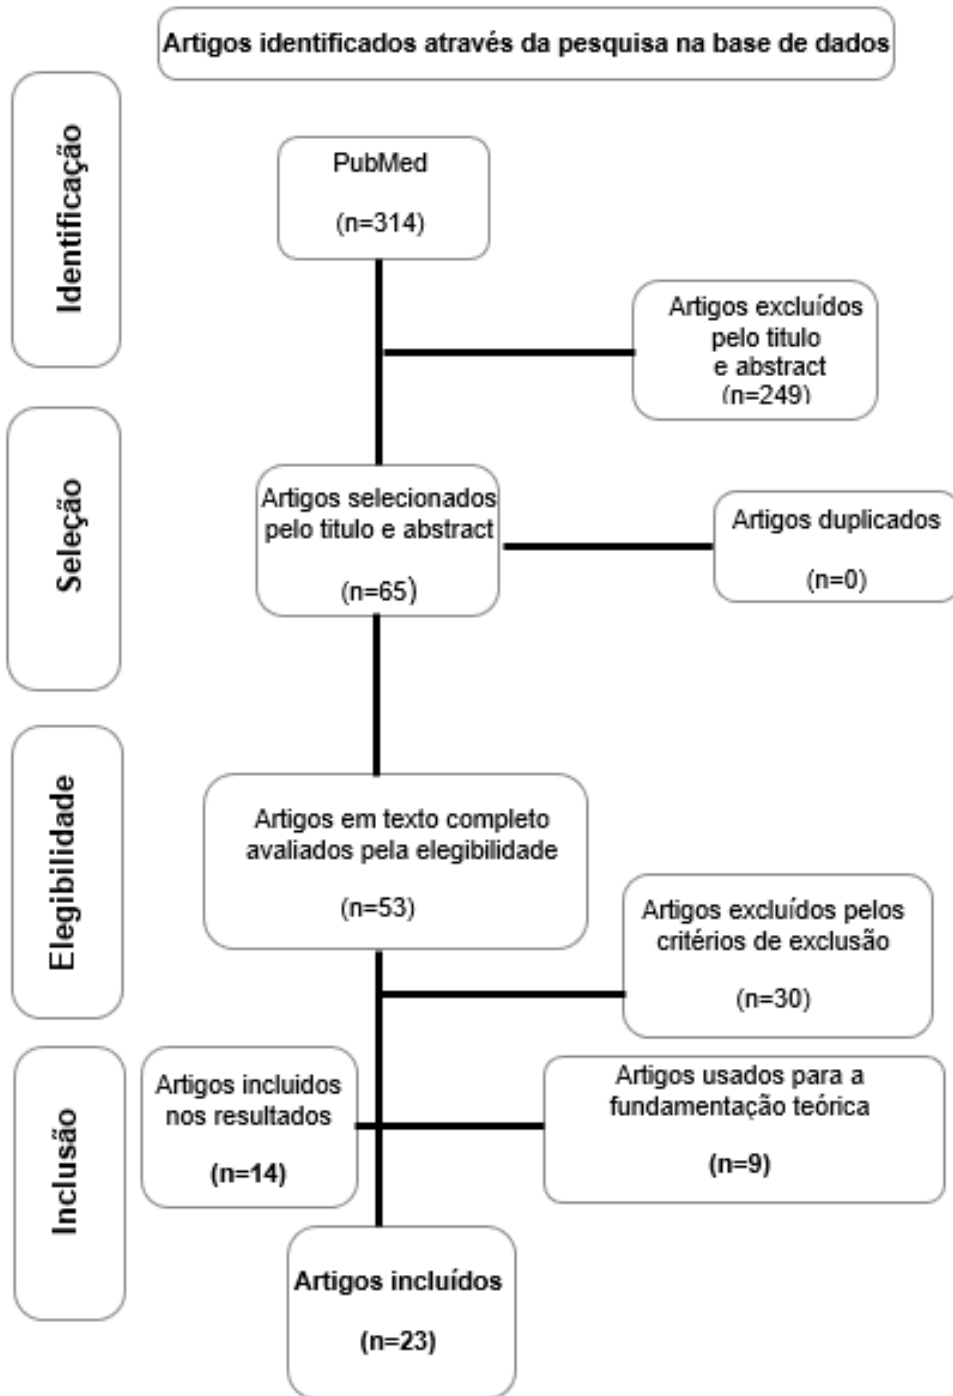 Artigos identificados através da pesquisa na base de dados
Identificação
PubMed
(n=314)
Artigos excluídos
pelo titulo
e abstract
(n=249)
Seleção
Artigos selecionados
pelo titulo e abstract
(n=65)
Artigos duplicados
(n=0)
Elegibilidade
Artigos em texto completo
avaliados pela elegibilidade
(n=53)
Artigos excluídos pelos
critérios de exclusão
(n=30)
Inclusão
Artigos incluidos
nos resultados
(n=14)
Artigos usados para a
fundamentação teórica
(n=9)
Artigos incluídos
(n=23)